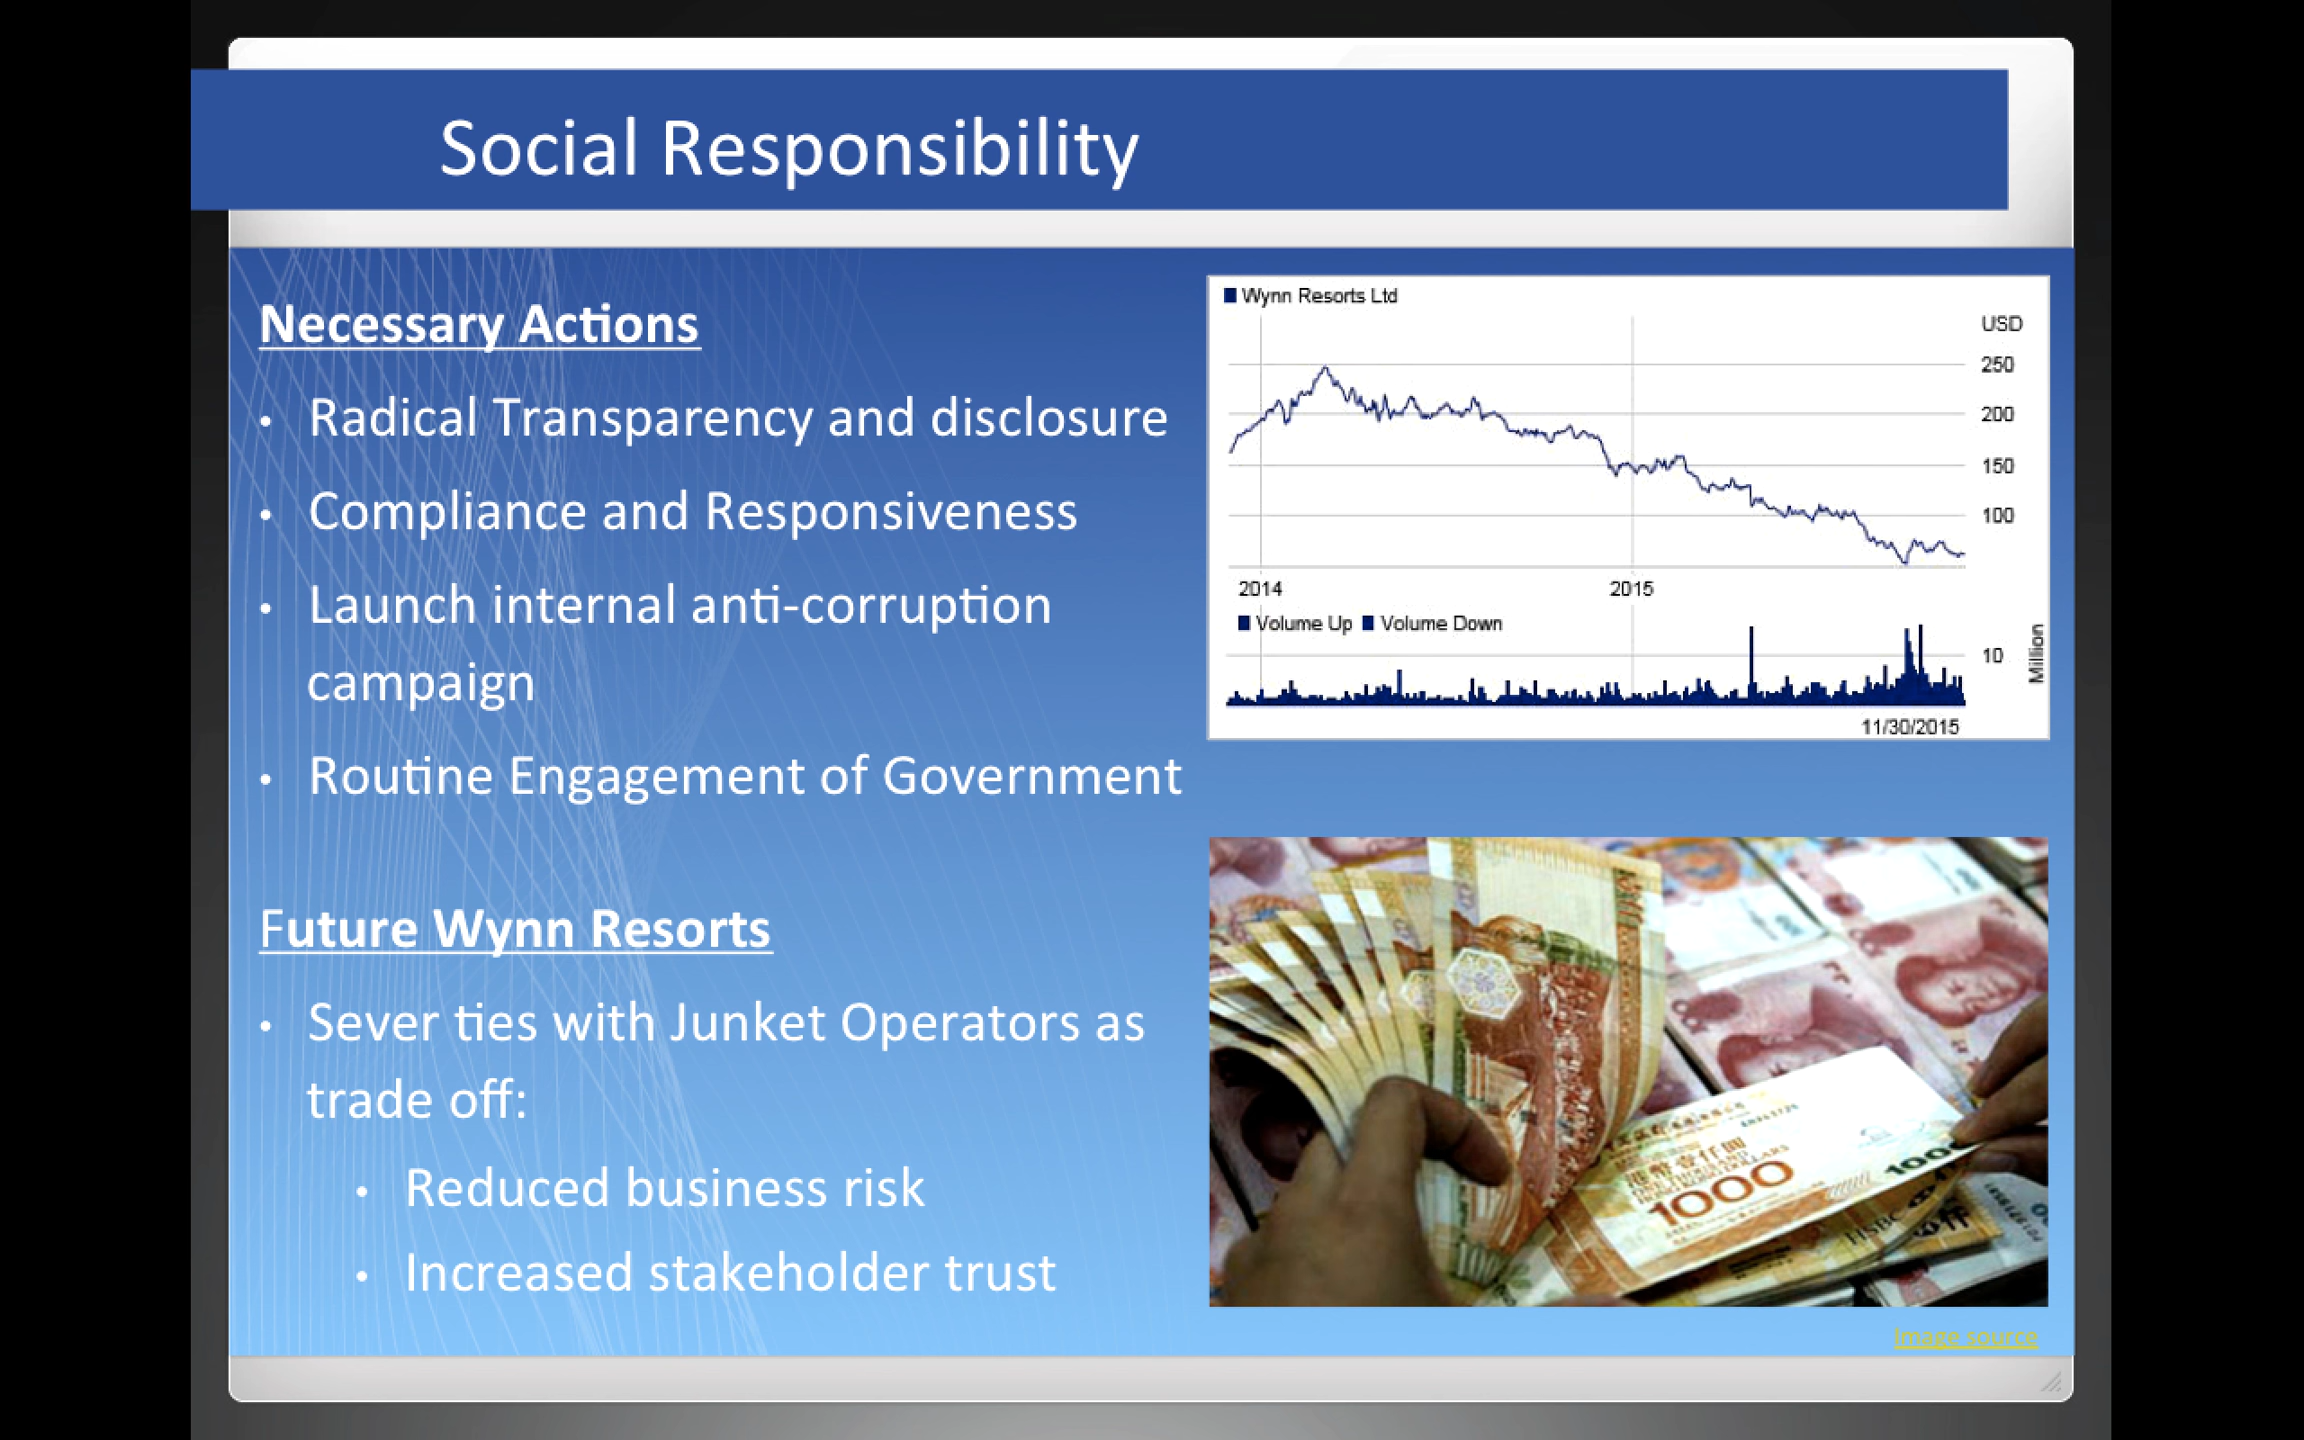 Social Responsibility
Necessary Actions
• Radical Transparency and disclosure
• Compliance and Responsiveness
• Launch internal anti-corruption
campaign
• Routine Engagement of Government
Future Wynn Resorts
• Sever ties with Junket Operators as
trade off:
• Reduced business risk
• Increased stakeholder trust
Wynn Resorts Ltd
USD
250
200
150
100
2014 2015
Volume Up Volume Down
10
Million
11/30/2015
1000
1000
HSBC
Image source